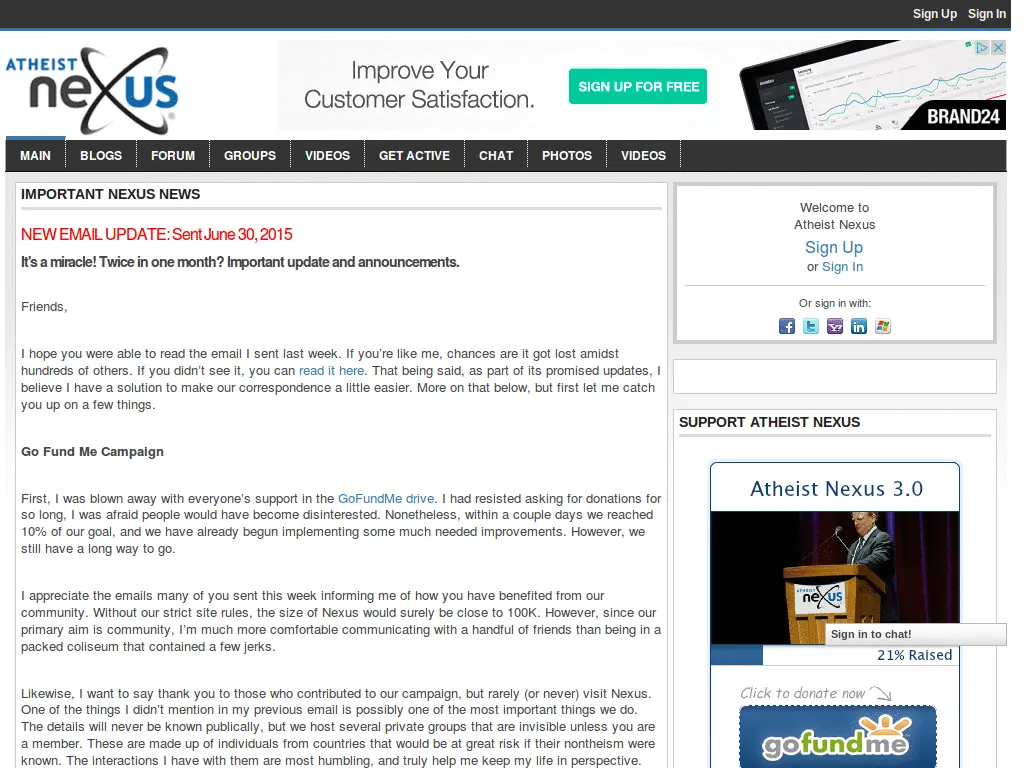 Sign Up Sign In
ATHEIST
nexus
Improve Your
Customer Satisfaction.
SIGN UP FOR FREE
BRAND24
MAIN BLOGS FORUM GROUPS VIDEOS GET ACTIVE CHAT PHOTOS VIDEOS
IMPORTANT NEXUS NEWS
NEW EMAIL UPDATE: Sent June 30, 2015
It's a miracle! Twice in one month? Important update and announcements.
Friends,
I hope you were able to read the email I sent last week. If you're like me, chances are it got lost amidst
hundreds of others. If you didn't see it, you can read it here. That being said, as part of its promised updates, I
believe I have a solution to make our correspondence a little easier. More on that below, but first let me catch
you up on a few things.
Go Fund Me Campaign
First, I was blown away with everyone's support in the GoFundMe drive. I had resisted asking for donations for
so long, I was afraid people would have become disinterested. Nonetheless, within a couple days we reached
10% of our goal, and we have already begun implementing some much needed improvements. However, we
still have a long way to go.
I appreciate the emails many of you sent this week informing me of how you have benefited from our
community. Without our strict site rules, the size of Nexus would surely be close to 100K. However, since our
primary aim is community, I'm much more comfortable communicating with a handful of friends than being in a
packed coliseum that contained a few jerks.
Likewise, I want to say thank you to those who contributed to our campaign, but rarely (or never) visit Nexus.
One of the things I didn't mention in my previous email is possibly one of the most important things we do.
The details will never be known publically, but we host several private groups that are invisible unless you are
a member. These are made up of individuals from countries that would be at great risk if their nontheism were
known. The interactions I have with them are most humbling, and truly help me keep my life in perspective.
Welcome to
Atheist Nexus
Sign Up
or Sign In
Or sign in with:
SUPPORT ATHEIST NEXUS
Atheist Nexus 3.0
ATHEIST
nexus
Sign in to chat!
21% Raised
Click to donate now
gofundme